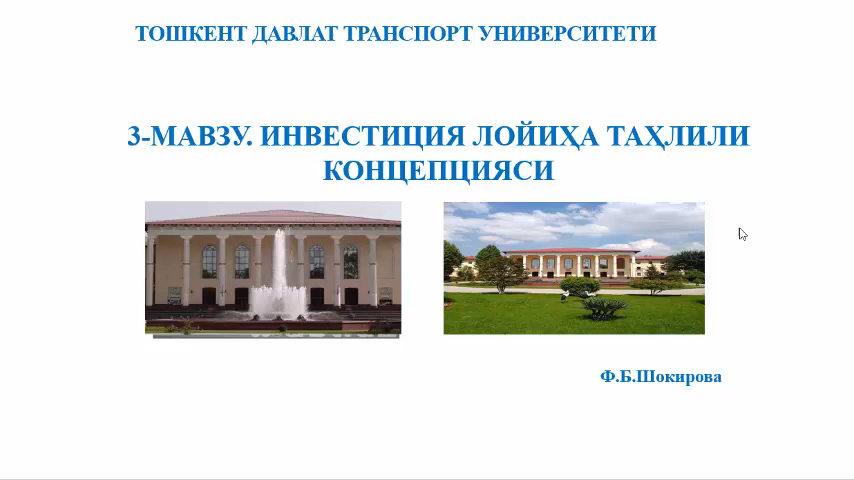 ТОШКЕНТ ДАВЛАТ ТРАНСПОРТ УНИВЕРСИТЕТИ
3-МАВЗУ. ИНВЕСТИЦИЯ ЛОЙИҲА ТАҲЛИЛИ
КОНЦЕПЦИЯСИ
Ф.Б.Шокирова